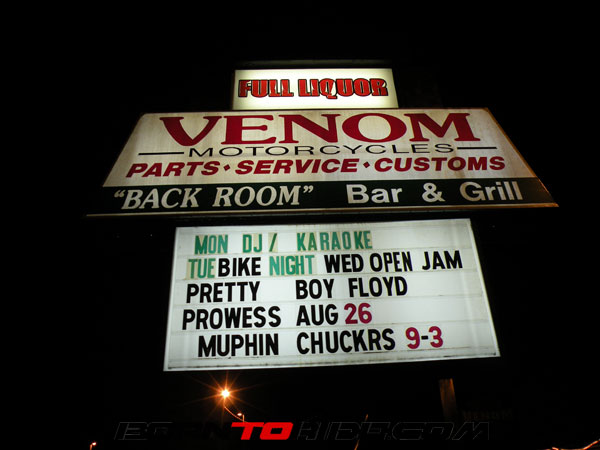 FULL LIQUOR
VENOM
MOTORCYCLES
PARTS • SERVICE • CUSTOMS
"BACK ROOM" Bar & Grill
MON DJ/ KARAOKE
TUE BIKE NIGHT WED OPEN JAM
PRETTY BOY FLOYD
PROWESS AUG 26
MUPHIN CHUCKRS 9-3
BORNTORIDE.COM